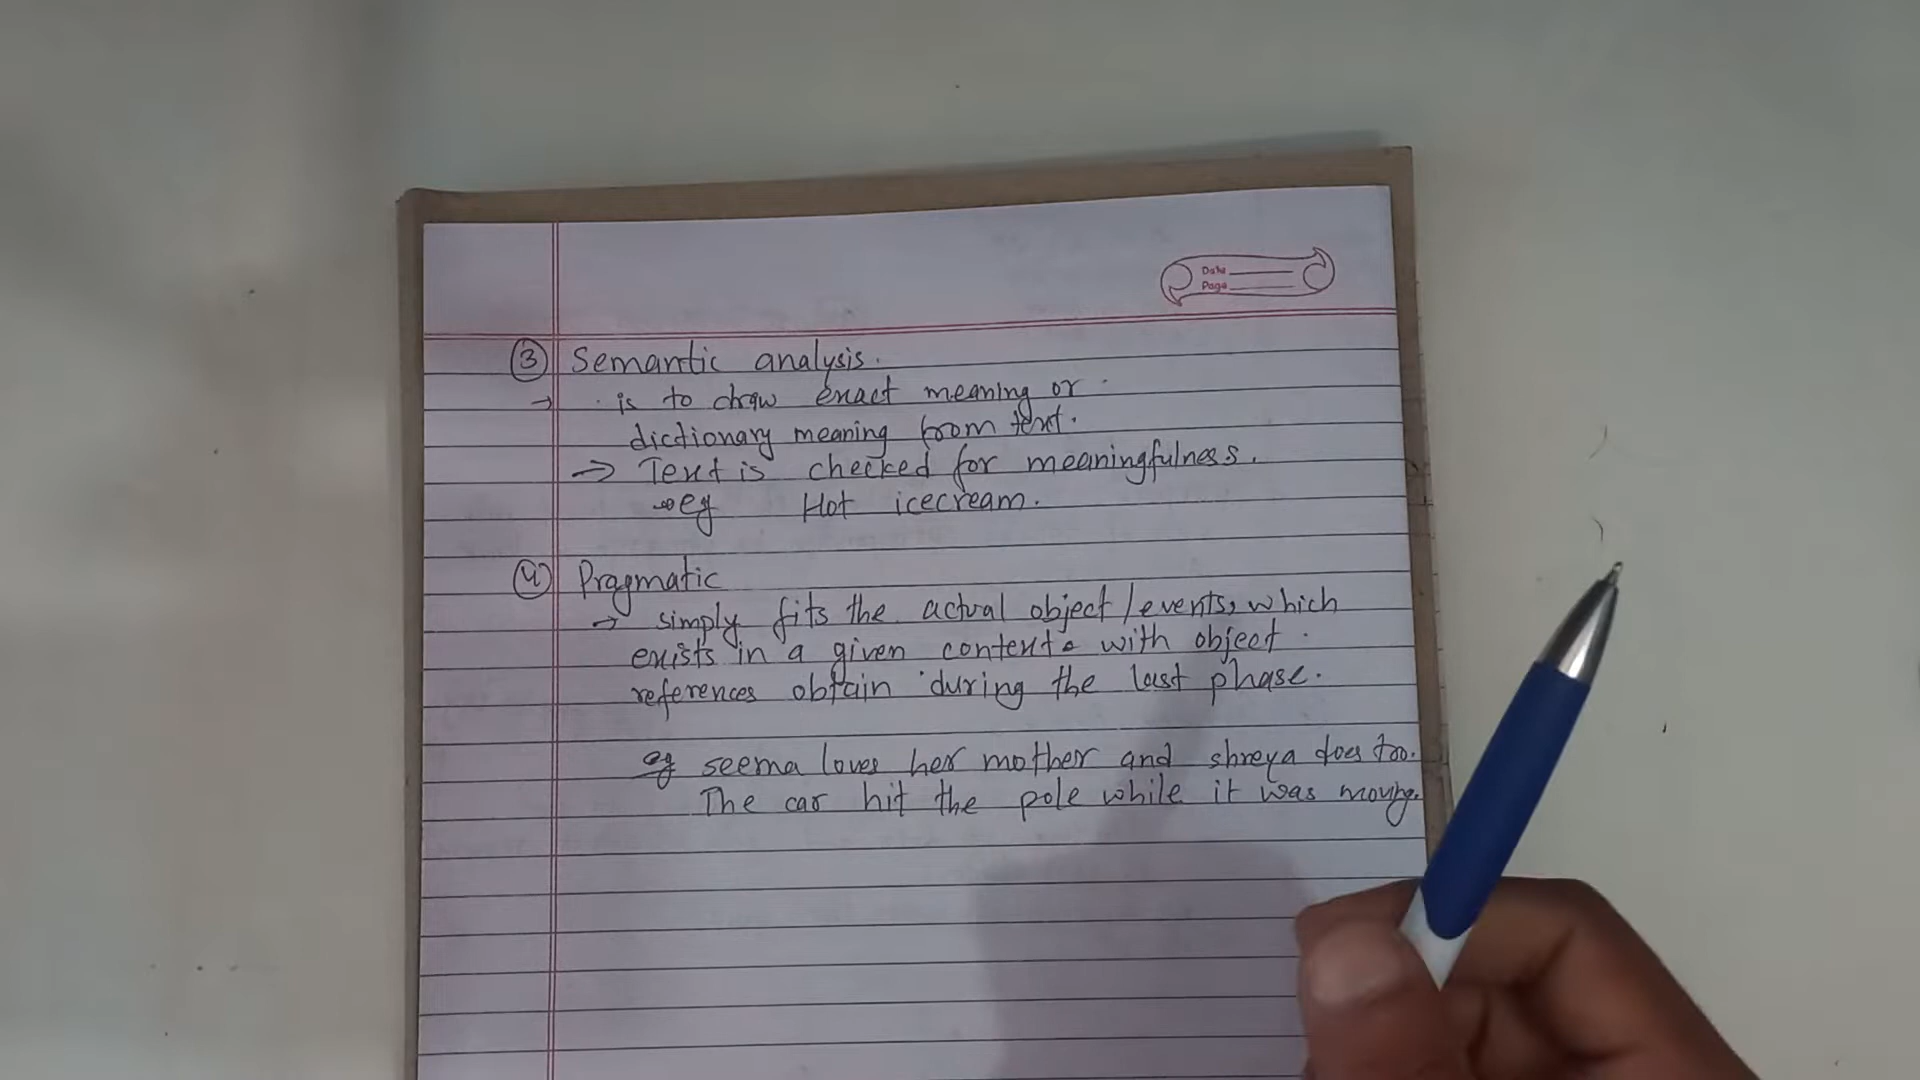 Date
Page
③ Semantic analysis.
→ is to draw exact meaning or
dictionary meaning from text.
→ Text is checked for meaningfulness.
→ eg Hot icecream.
④ Pragmatic
→ simply fits the actual object/events, which
exists in a given context with object
references obtain during the last phase.
eg seema loves her mother and shreya does too.
The car hit the pole while it was moving.